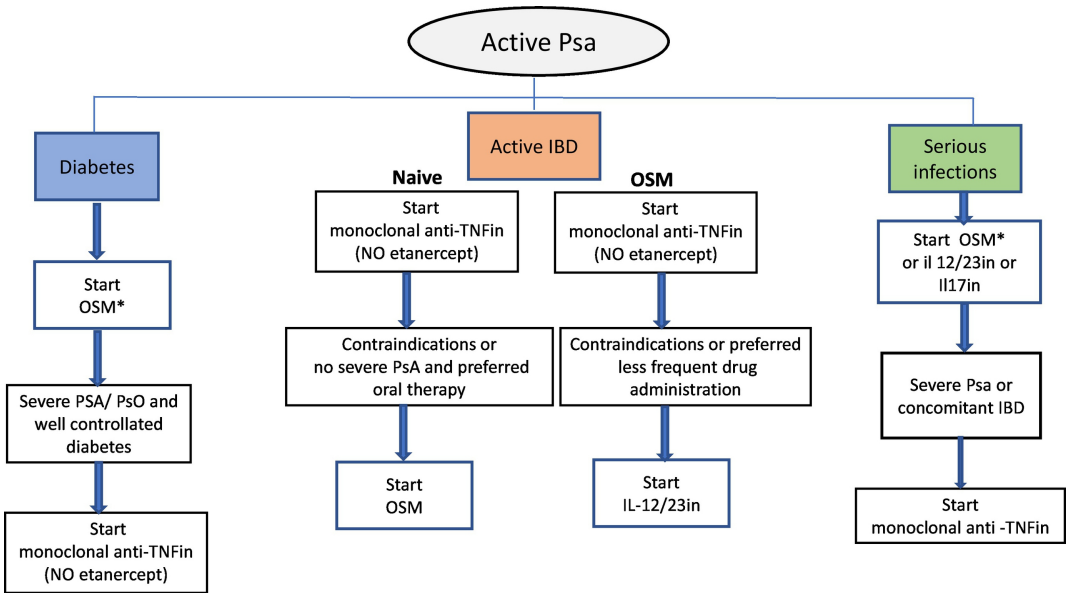 Active Psa
Diabetes
Start
OSM*
Severe PSA/ PsO and
well controllated
diabetes
Start
monoclonal anti-TNFin
(NO etanercept)
Active IBD
Naive
Start
monoclonal anti-TNFin
(NO etanercept)
Contraindications or
no severe PsA and preferred
oral therapy
Start
OSM
OSM
Start
monoclonal anti-TNFin
(NO etanercept)
Contraindications or preferred
less frequent drug
administration
Start
IL-12/23in
Serious
infections
Start OSM*
or il 12/23in or
Il17in
Severe Psa or
concomitant IBD
Start
monoclonal anti -TNFin